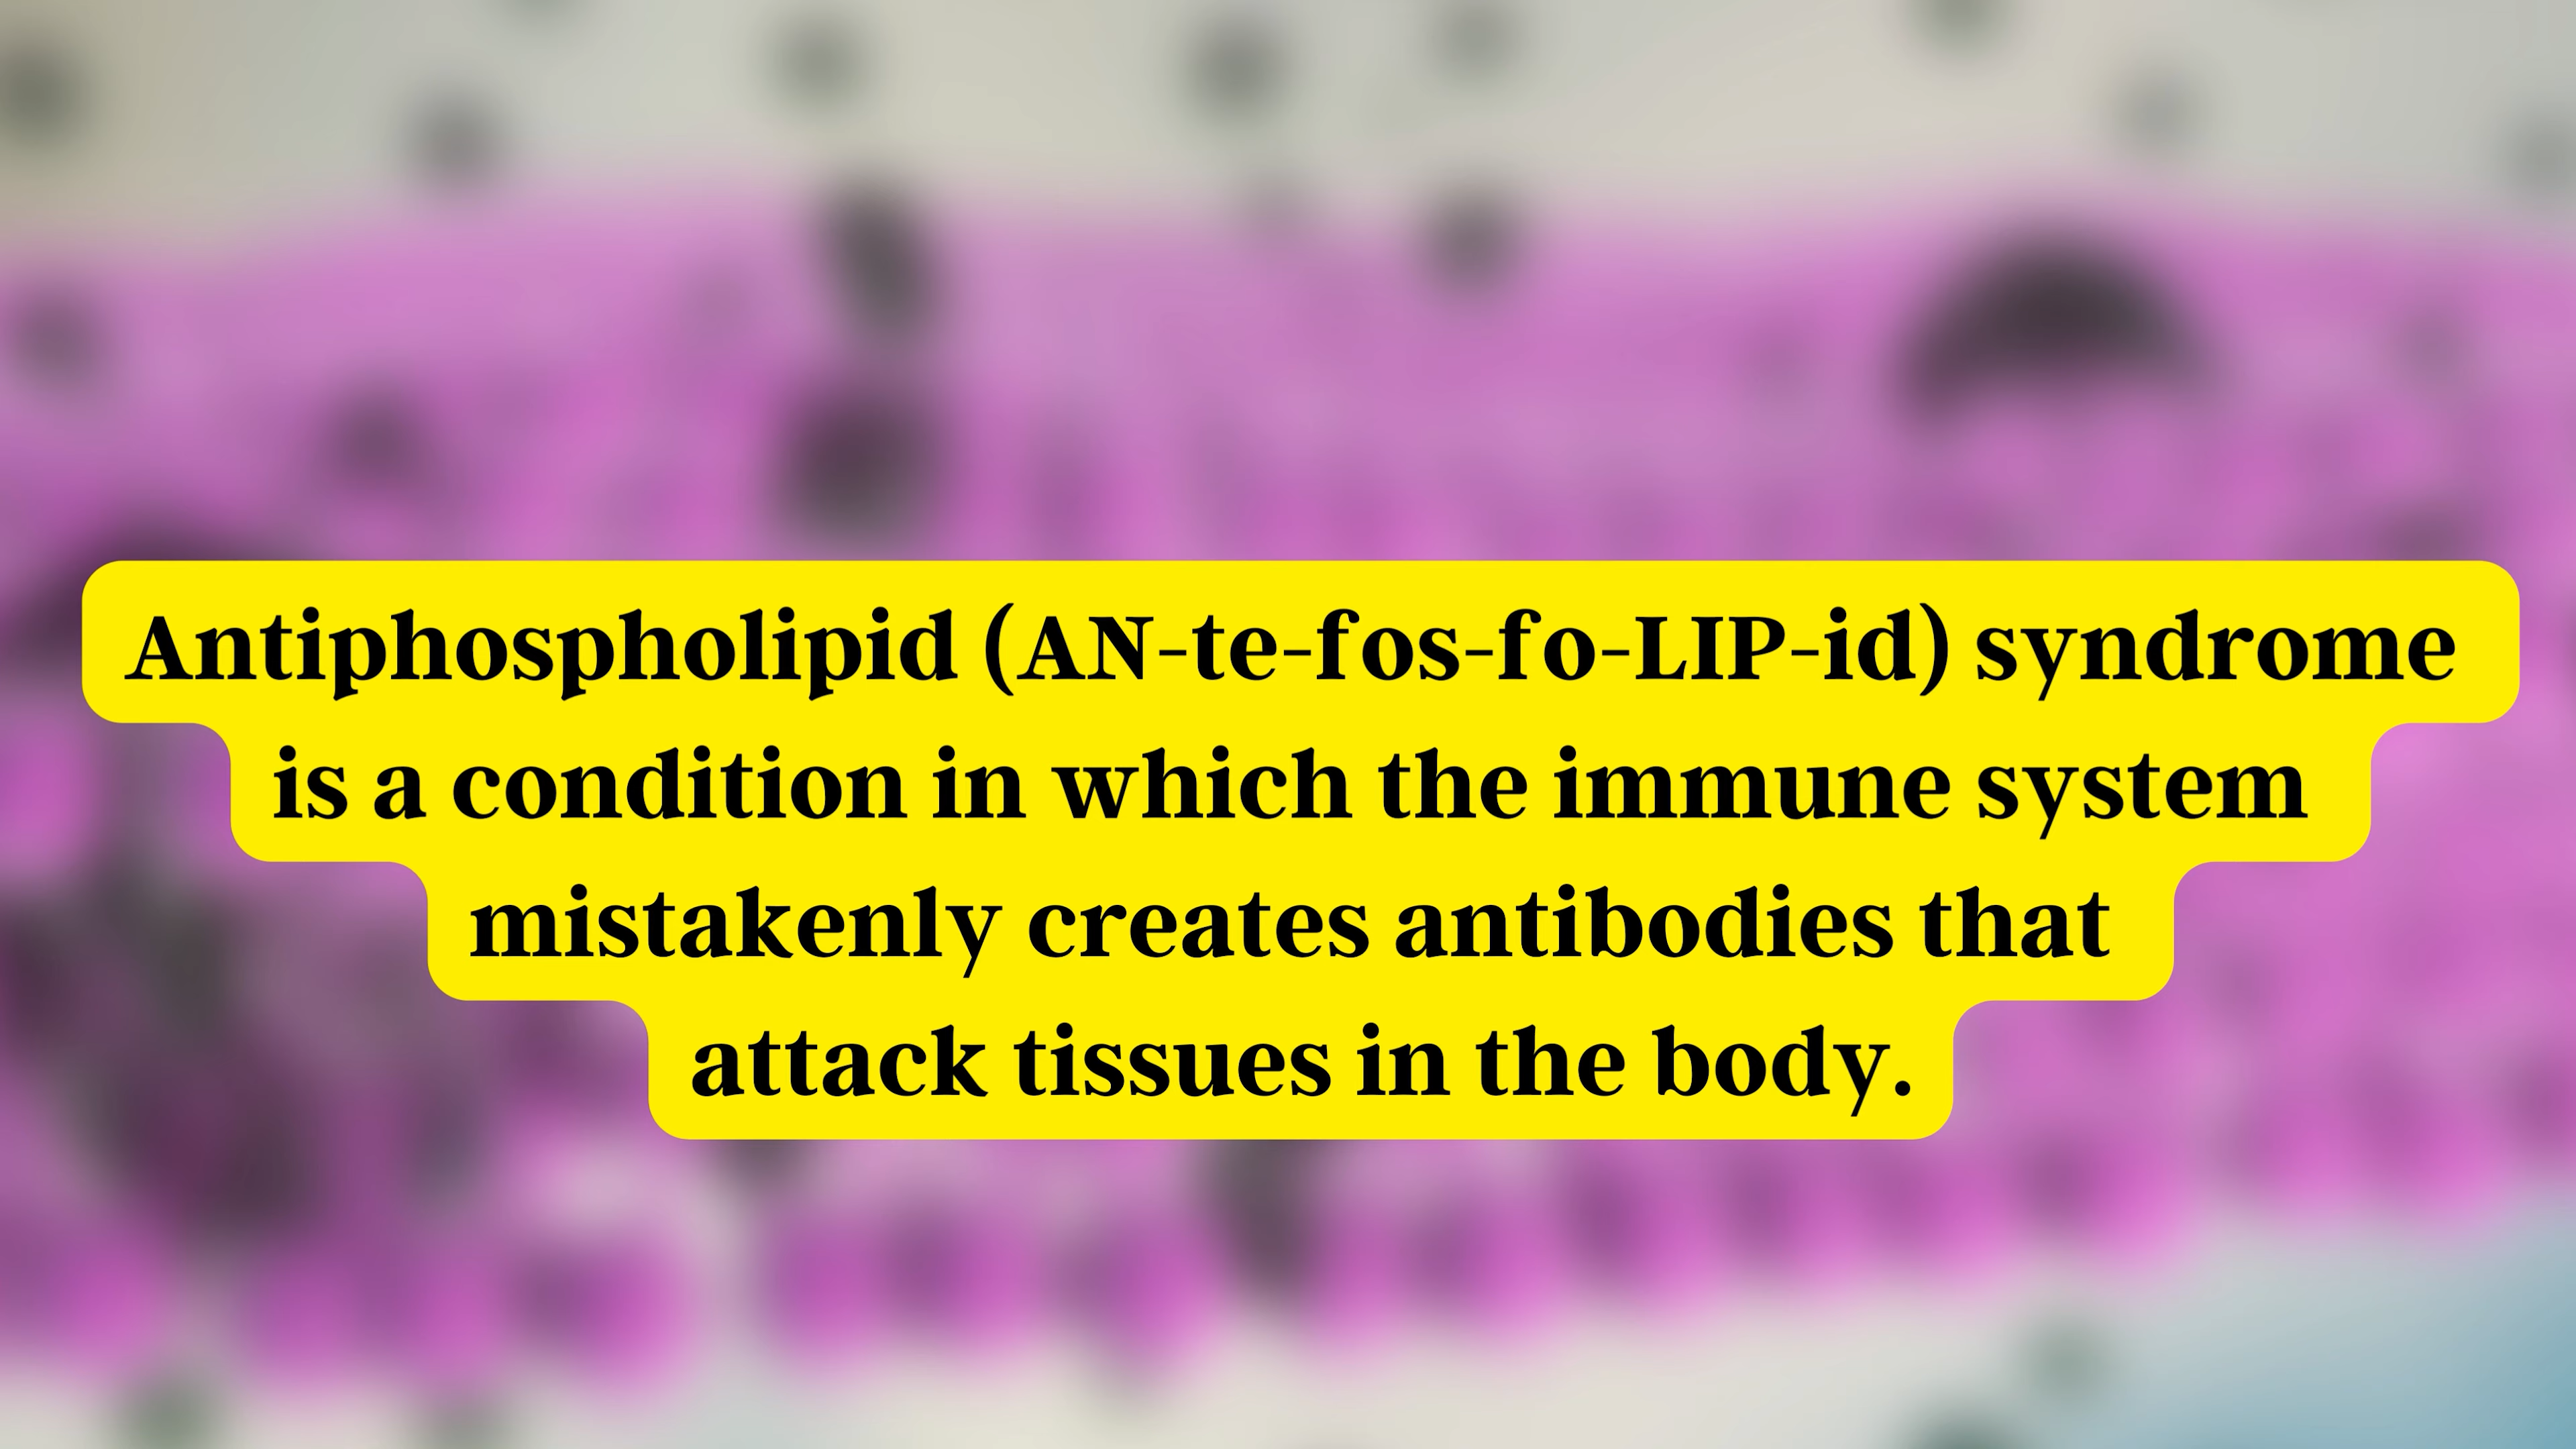 Antiphospholipid (AN-te-fos-fo-LIP-id) syndrome
is a condition in which the immune system
mistakenly creates antibodies that
attack tissues in the body.